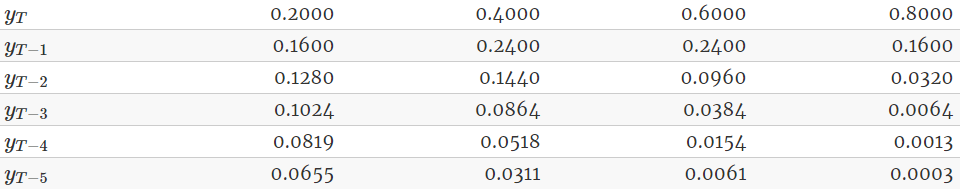 y_T 0.2000 0.4000 0.6000 0.8000
y_{T−1} 0.1600 0.2400 0.2400 0.1600
y_{T−2} 0.1280 0.1440 0.0960 0.0320
y_{T−3} 0.1024 0.0864 0.0384 0.0064
y_{T−4} 0.0819 0.0518 0.0154 0.0013
y_{T−5} 0.0655 0.0311 0.0061 0.0003